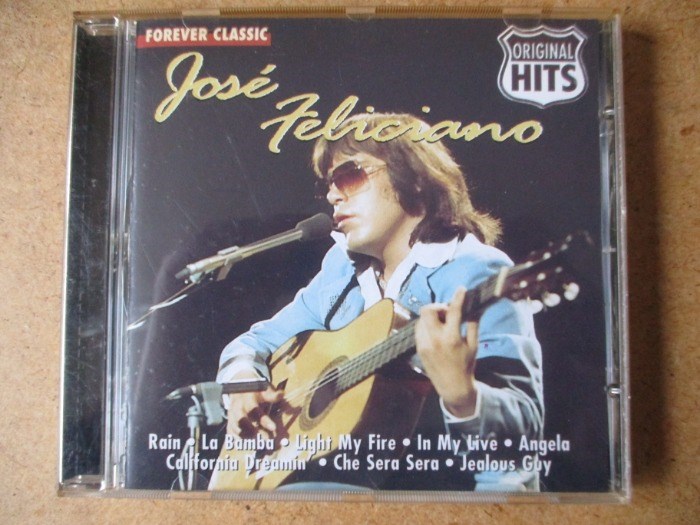 FOREVER CLASSIC
ORIGINAL
HITS
José
Feliciano
Rain • La Bamba • Light My Fire • In My Live • Angela
California Dreamin' • Che Sera Sera • Jealous Guy